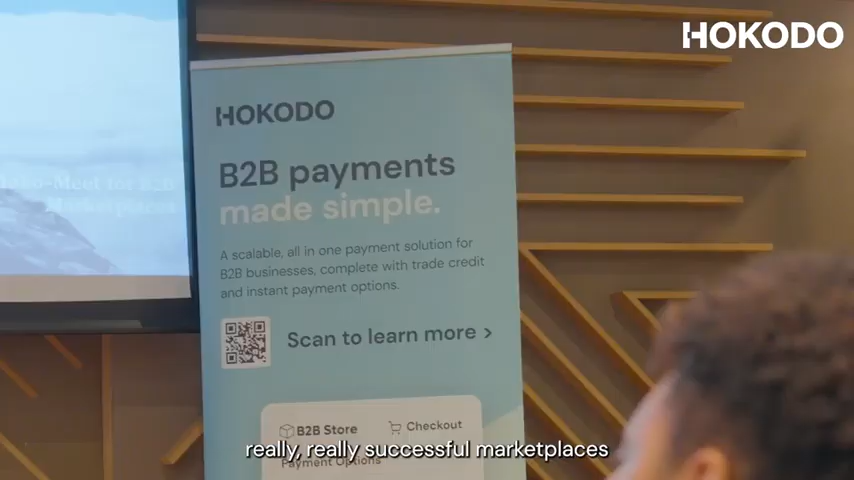 HOKODO
HOKODO
B2B payments
made simple.
A scalable, all in one payment solution for
B2B businesses, complete with trade credit
and instant payment options.
Scan to learn more >
B2B Store
Checkout
Payment Options
really, really successful marketplaces